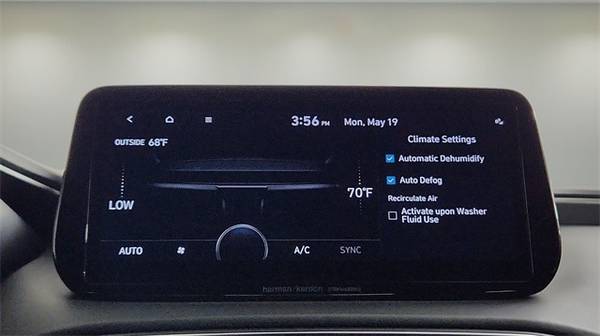 3:56 PM Mon, May 19
OUTSIDE 68°F
Climate Settings
Automatic Dehumidify
Auto Defog
LOW
70°F
Recirculate Air
Activate upon Washer
Fluid Use
AUTO A/C SYNC
harman/kardon